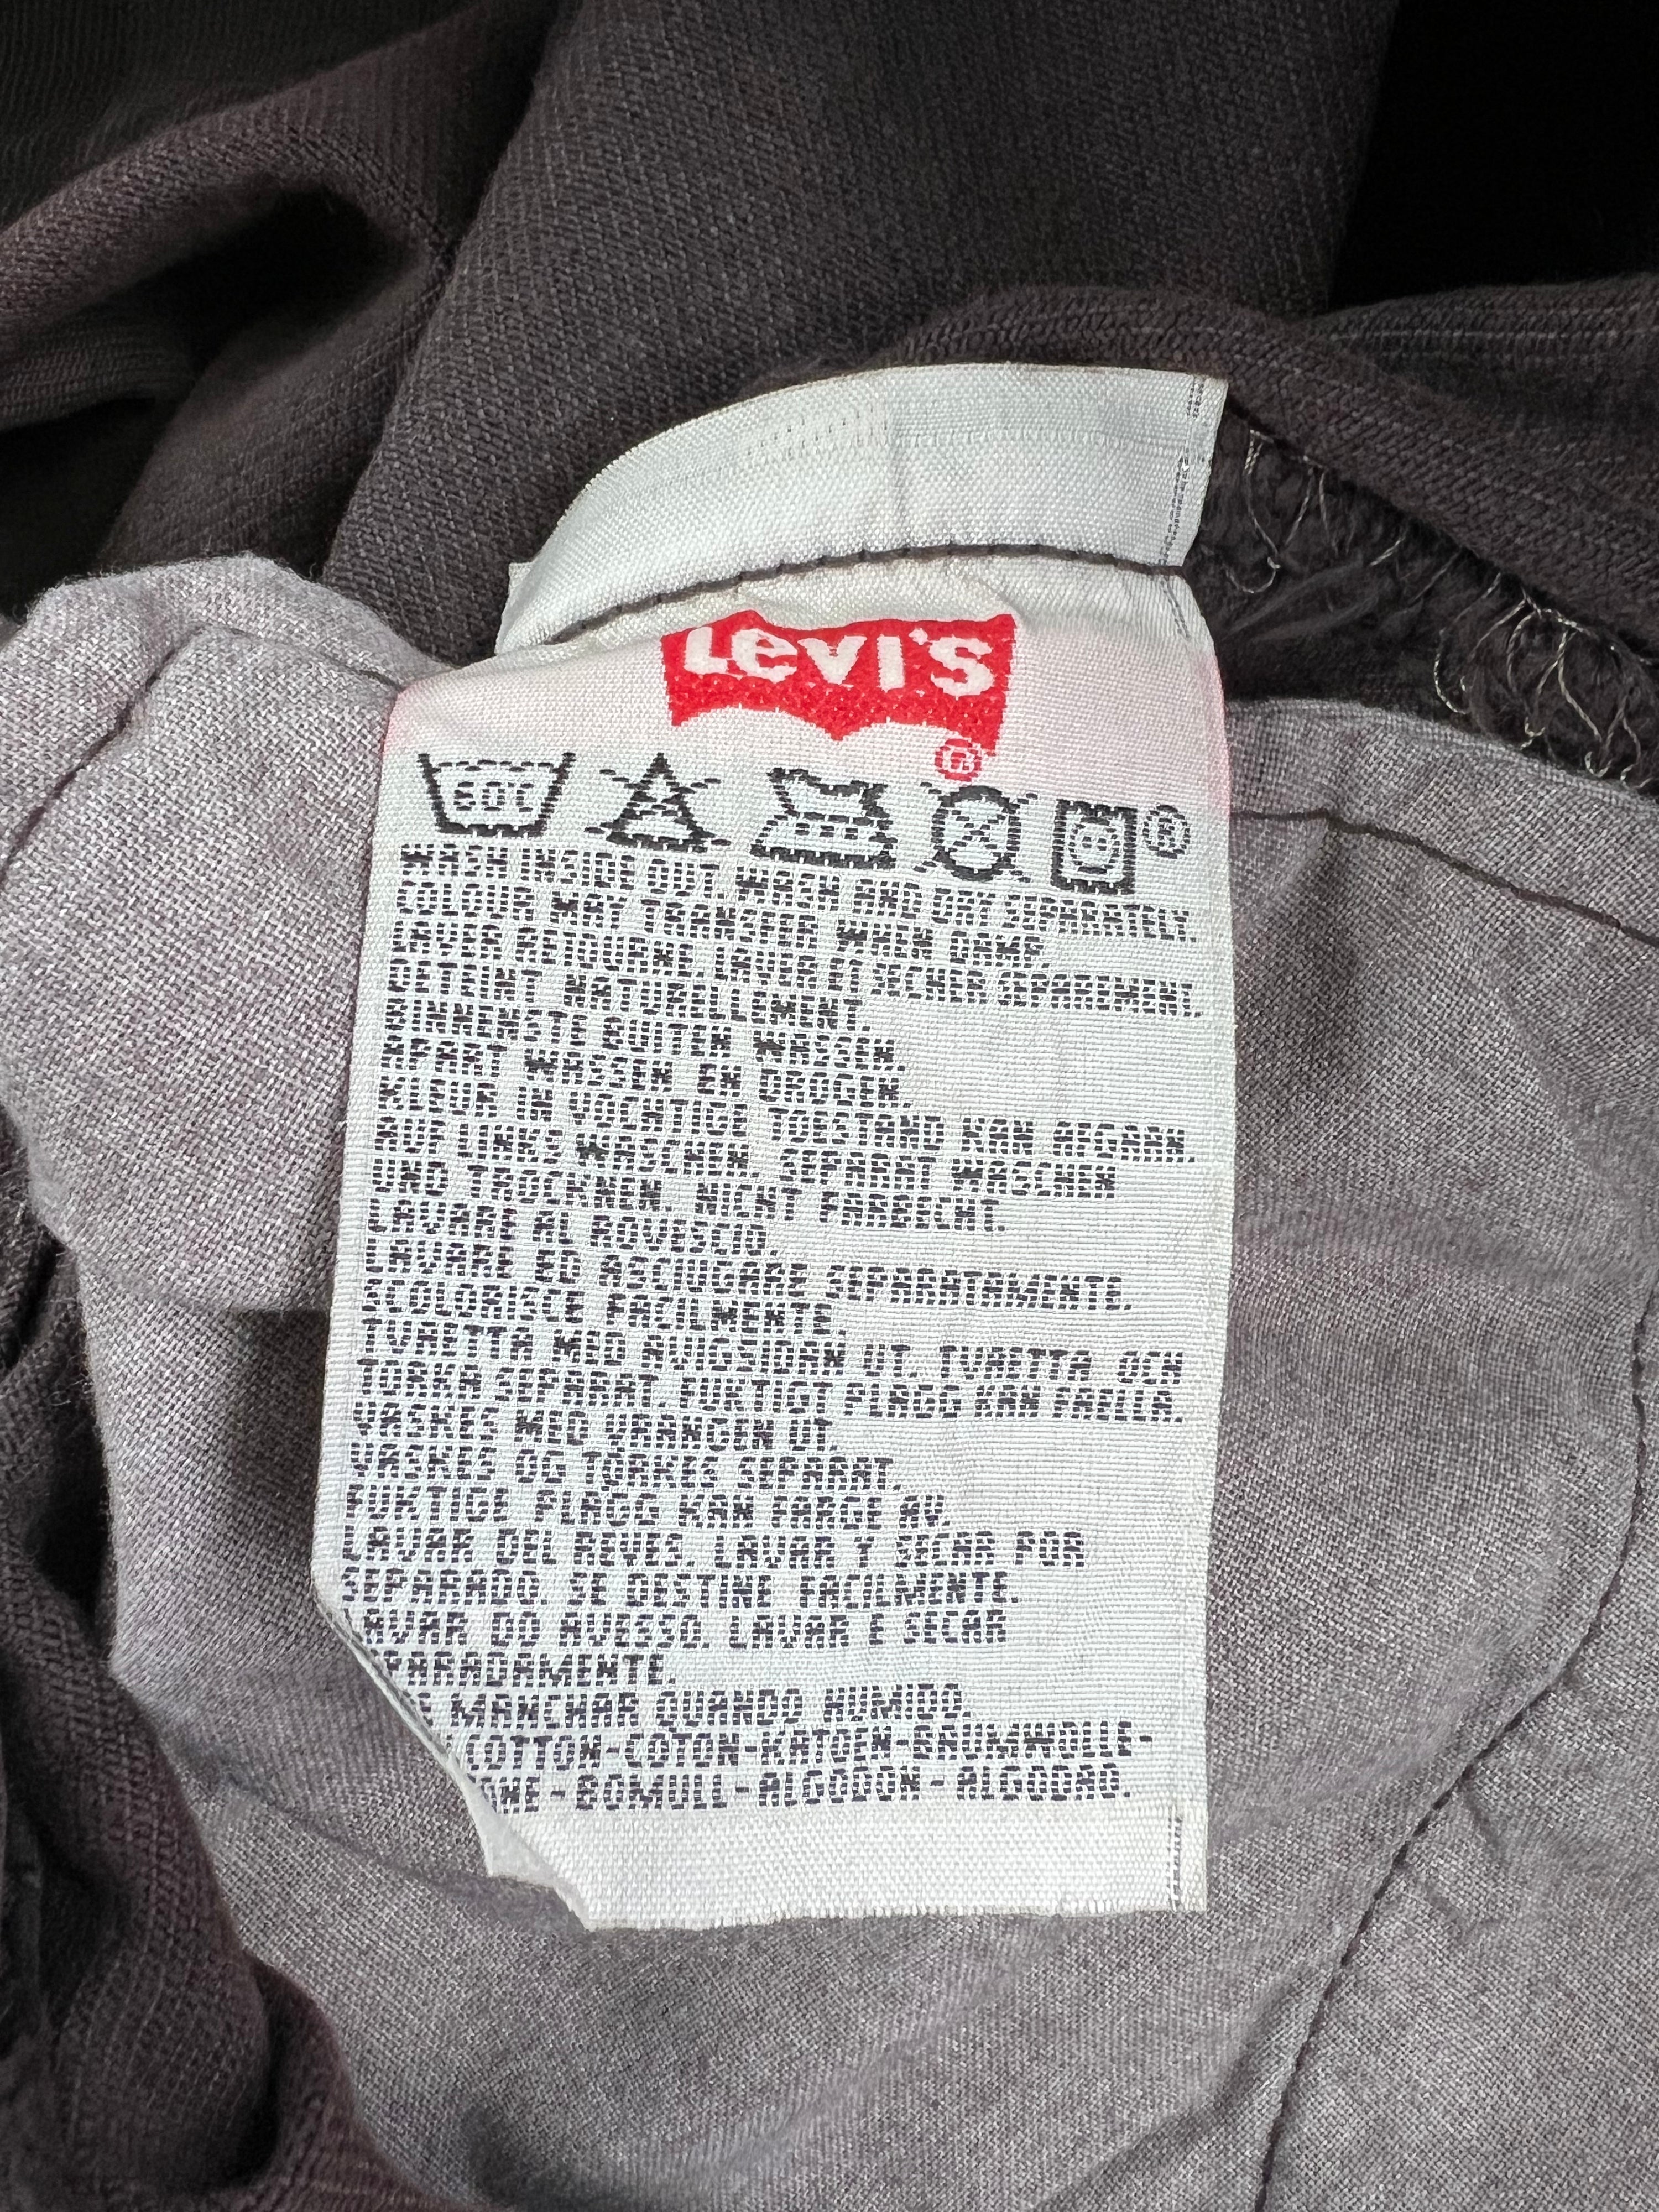 Levi's
®
60°C ®
WASH INSIDE OUT. WASH AND DRY SEPARATELY.
COLOUR MAY TRANSFER WHEN DAMP.
LAVER RETOURNE. LAVER ET SECHER SEPAREMENT.
DETEINT NATURELLEMENT.
BINNENSTE BUITEN WASSEN.
APART WASSEN EN DROGEN.
KLEUR IN VOCHTIGE TOESTAND KAN AFGAAN.
AUF LINKS WASCHEN. SEPARAT WASCHEN
UND TROCKNEN. NICHT FARBECHT.
LAVARE AL ROVESCIO.
LAVARE ED ASCIUGARE SEPARATAMENTE.
SCOLORISCE FACILMENTE.
TVAETTA MED AVIGSIDAN UT. TVAETTA OCH
TORKA SEPARAT. FUKTIGT PLAGG KAN FAELLA.
VASKES MED VRANGEN UT.
VASKES OG TORKES SEPARAT.
FUKTIGE PLAGG KAN FARGE AV.
LAVAR DEL REVES. LAVAR Y SECAR POR
SEPARADO. SE DESTINE FACILMENTE.
LAVAR DO AVESSO. LAVAR E SECAR
PARADAMENTE
MANCHAR QUANDO HUMIDO.
COTTON-COTON-KATOEN-BAUMWOLLE-
ONE-BOMULL-ALGODON-ALGODAO.